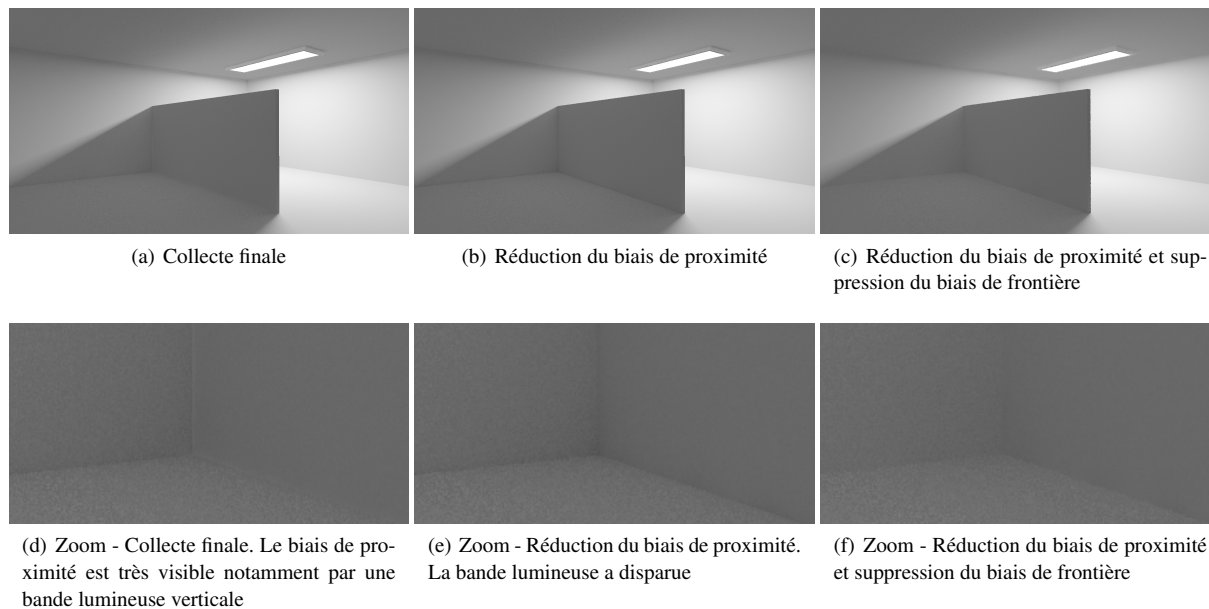 (a) Collecte finale
(b) Réduction du biais de proximité
(c) Réduction du biais de proximité et sup-
pression du biais de frontière
(d) Zoom - Collecte finale. Le biais de pro-
ximité est très visible notamment par une
bande lumineuse verticale
(e) Zoom - Réduction du biais de proximité.
La bande lumineuse a disparue
(f) Zoom - Réduction du biais de proximité
et suppression du biais de frontière